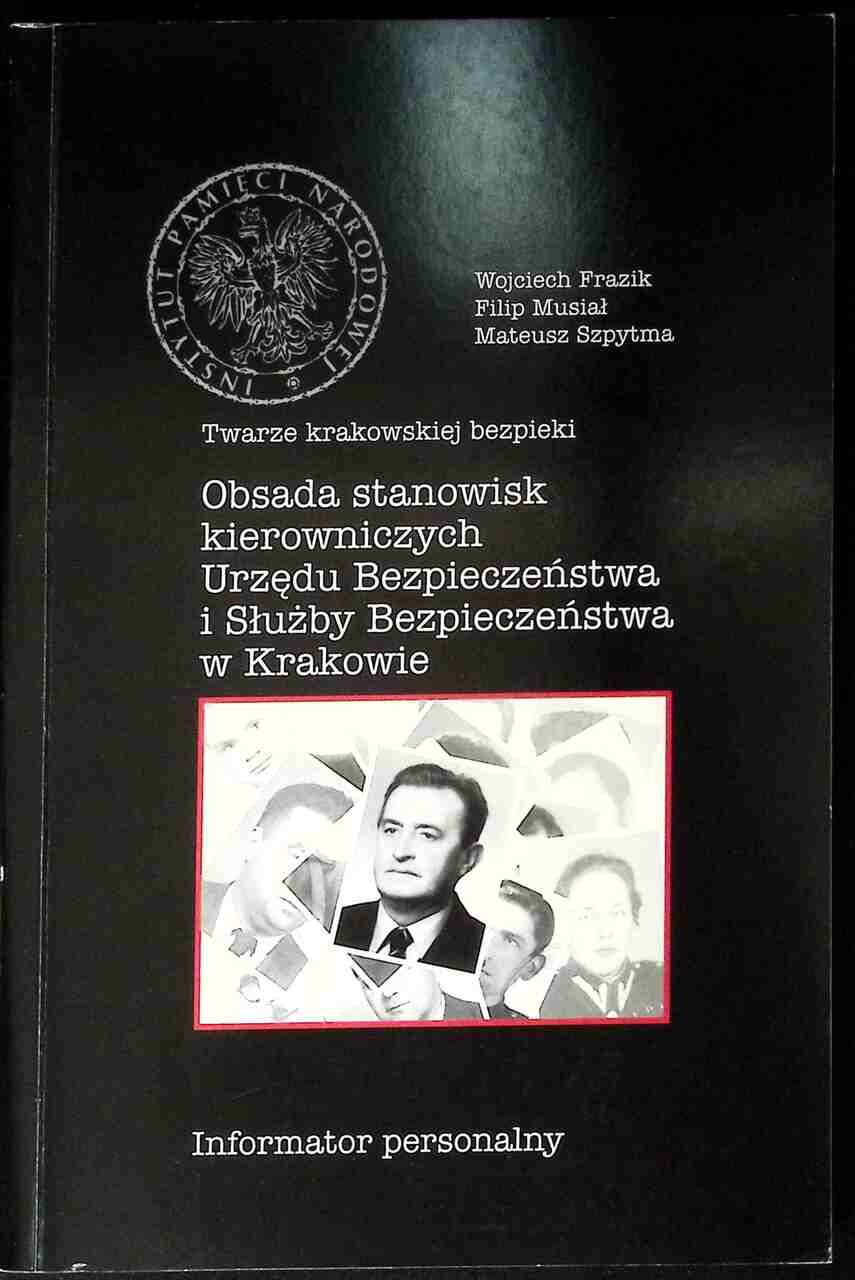 INSTYTUT PAMIĘCI NARODOWEJ
Wojciech Frazik
Filip Musiał
Mateusz Szpytma
Twarze krakowskiej bezpieki
Obsada stanowisk
kierowniczych
Urzędu Bezpieczeństwa
i Służby Bezpieczeństwa
w Krakowie
Informator personalny